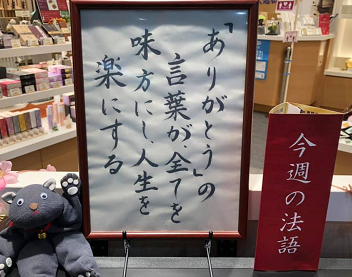 「ありがとう」の
言葉が、全てを
味方にし人生を
楽にする
今週の法語